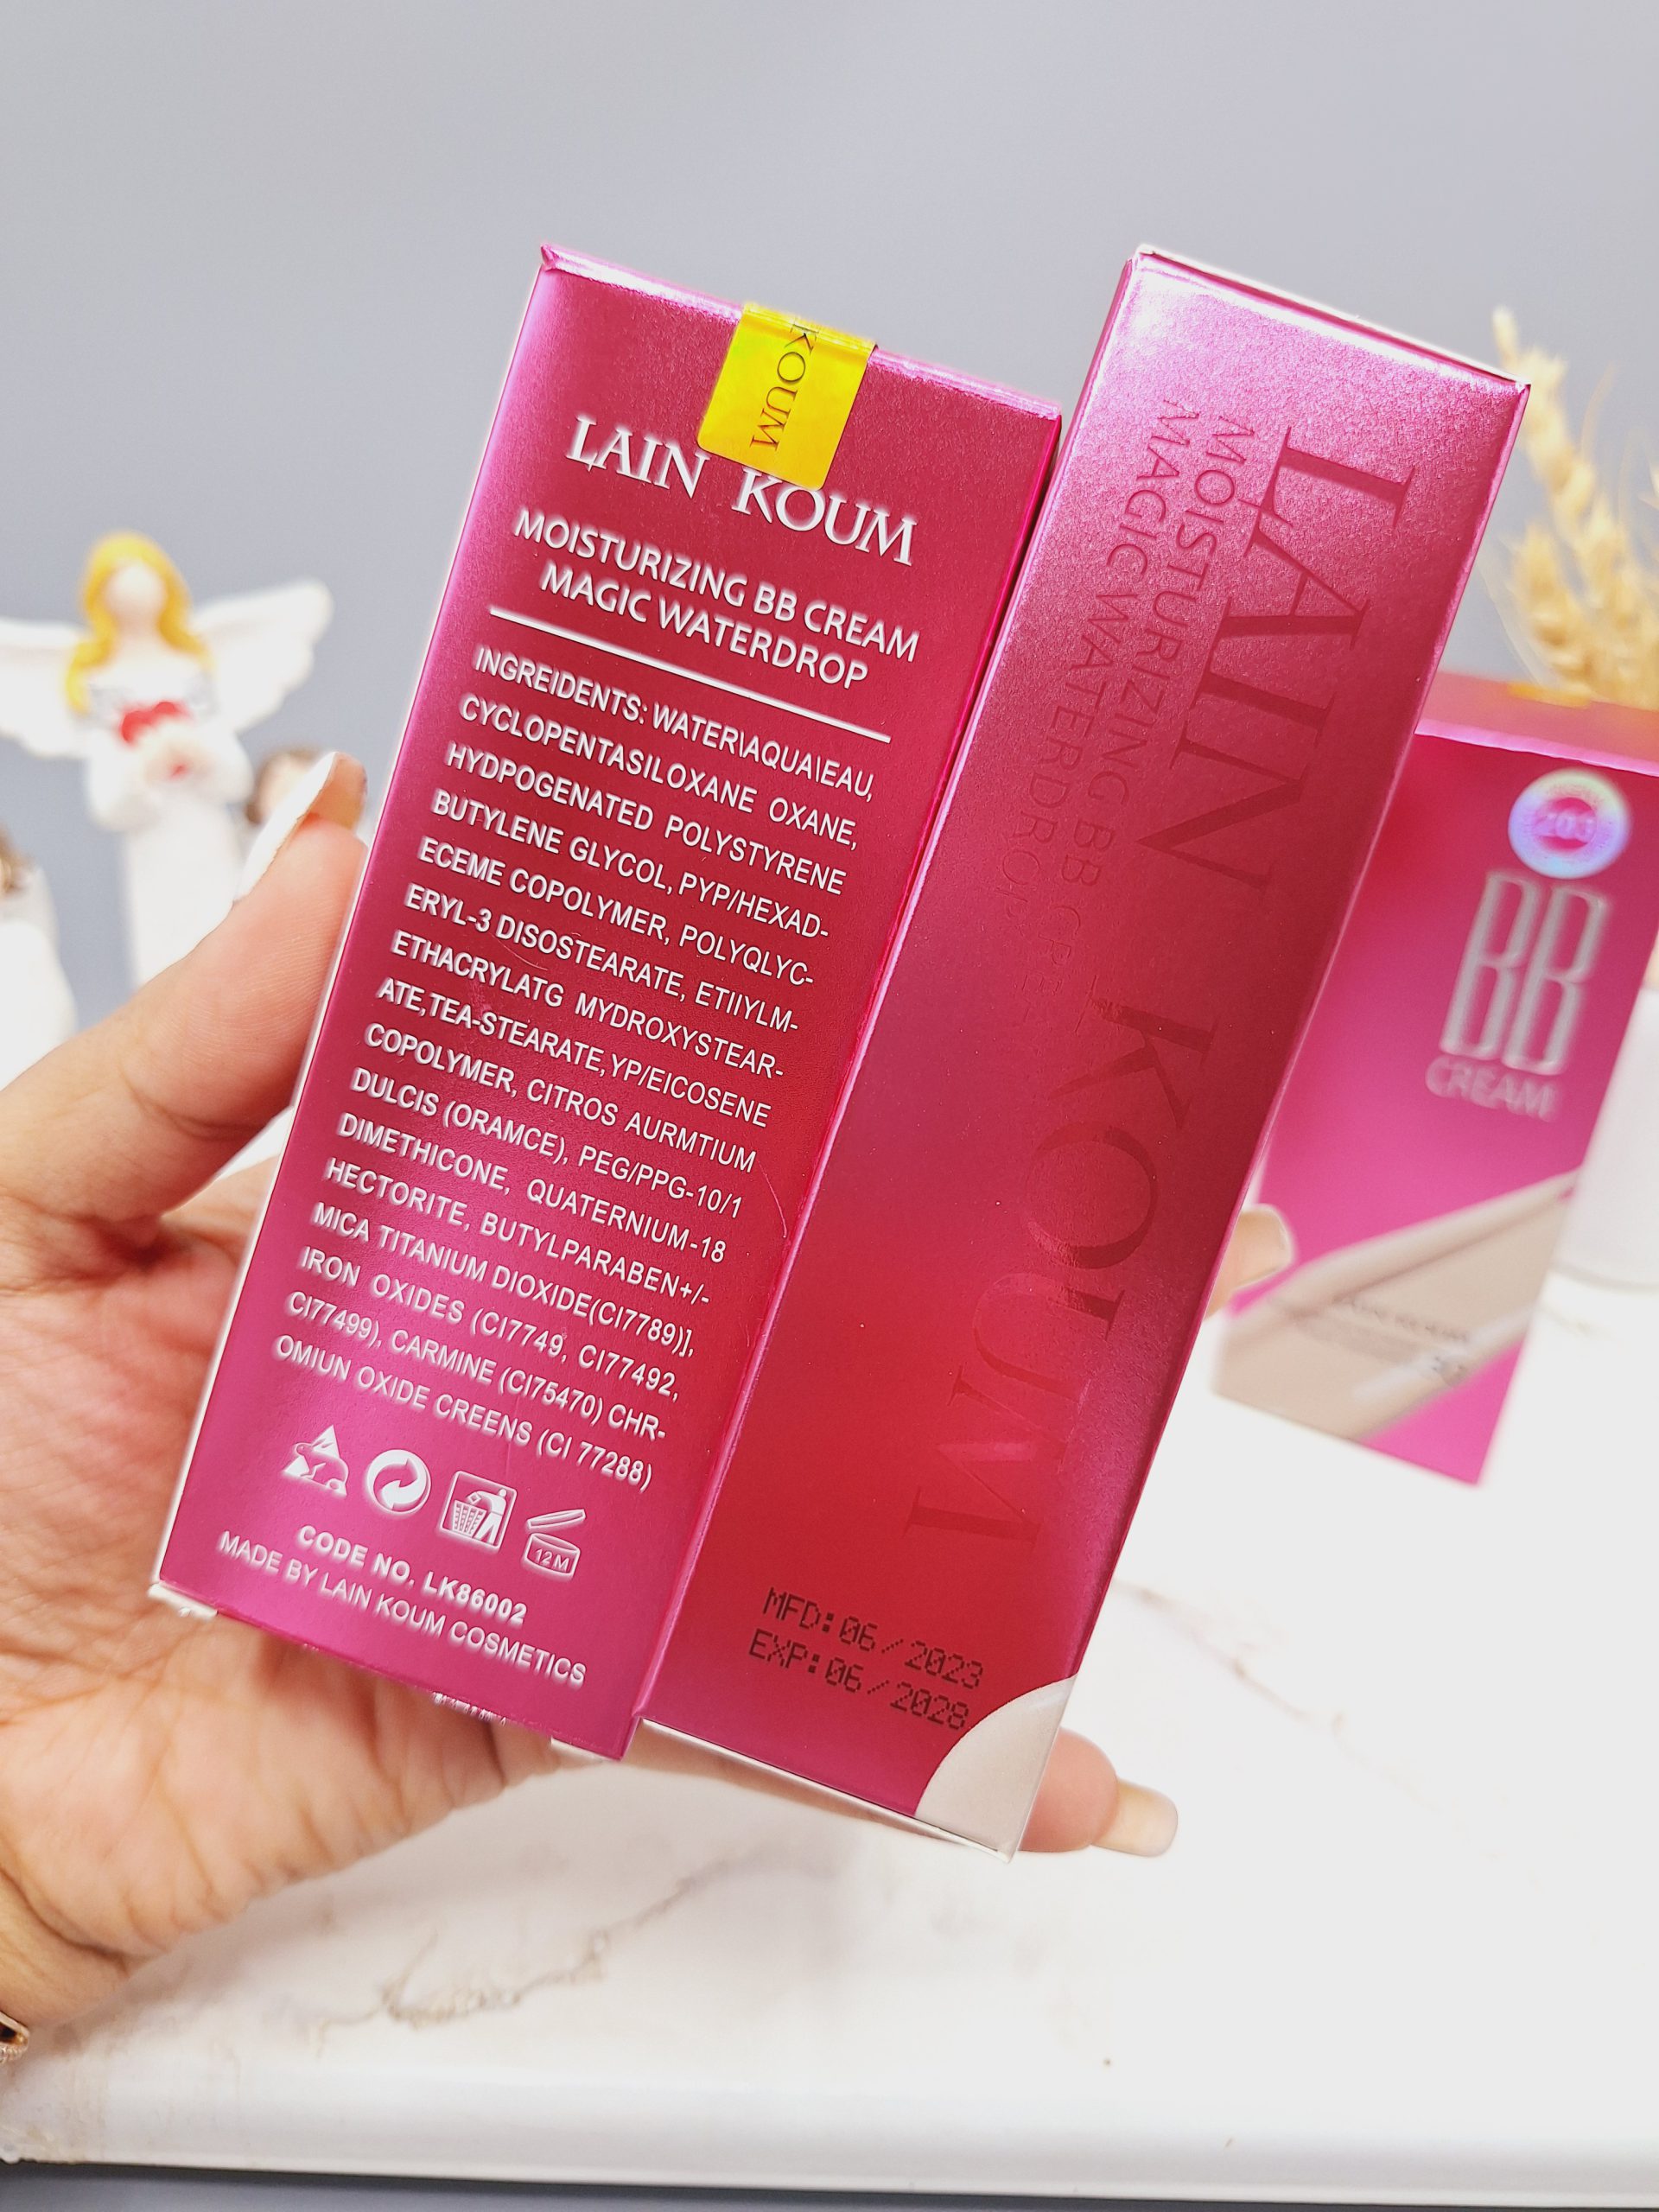 KOUM
LAIN KOUM
MOISTURIZING BB CREAM
MAGIC WATERDROP
INGREIDENTS: WATER\AQUA\EAU,
CYCLOPENTASILOXANE OXANE,
HYDPOGENATED POLYSTYRENE
BUTYLENE GLYCOL, PYP/HEXAD-
ECEME COPOLYMER, POLYQLYC-
ERYL-3 DISOSTEARATE, ETIIYLM-
ETHACRYLATG MYDROXYSTEAR-
ATE,TEA-STEARATE,YP/EICOSENE
COPOLYMER, CITROS AURMTIUM
DULCIS (ORAMCE), PEG/PPG-10/1
DIMETHICONE, QUATERNIUM-18
HECTORITE, BUTYLPARABEN+/-
MICA TITANIUM DIOXIDE(CI7789)],
IRON OXIDES (CI7749, CI77492,
CI77499), CARMINE (CI75470) CHR-
OMIUN OXIDE CREENS (CI 77288)
12M
CODE NO. LK86002
MADE BY LAIN KOUM COSMETICS
LAIN KOUM
MOISTURIZING BB
MAGIC WATERDROP
MFD:06/2023
EXP:06/2028
203
BB
CREAM